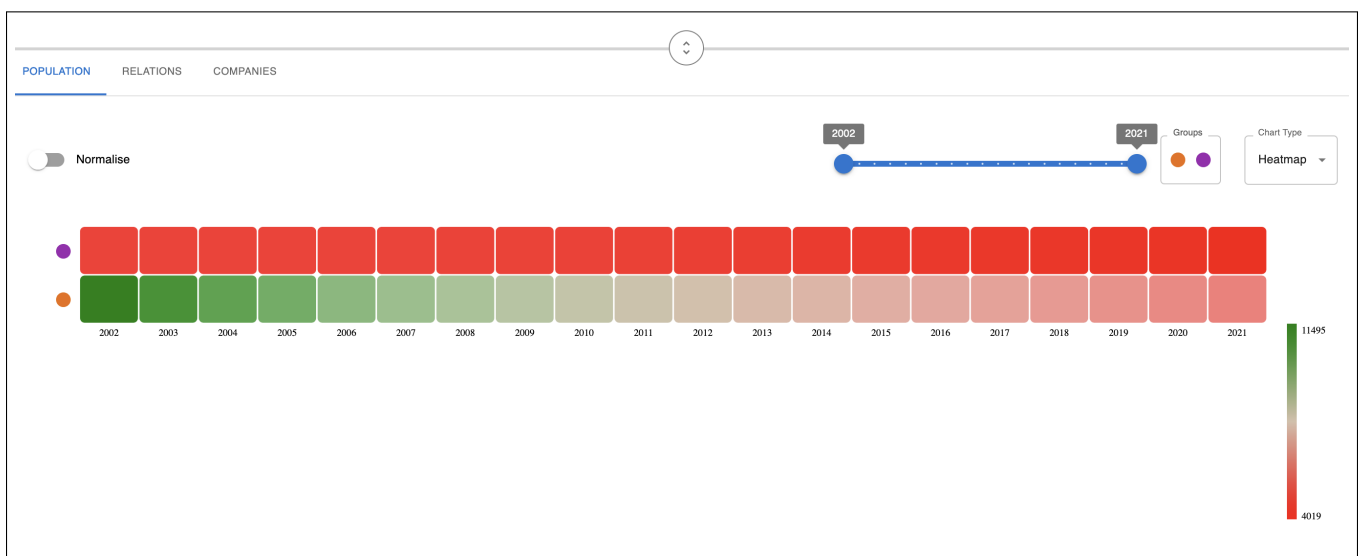 POPULATION RELATIONS COMPANIES
2002 2021 Groups Chart Type
Normalise Heatmap
2002 2003 2004 2005 2006 2007 2008 2009 2010 2011 2012 2013 2014 2015 2016 2017 2018 2019 2020 2021
11495
4019